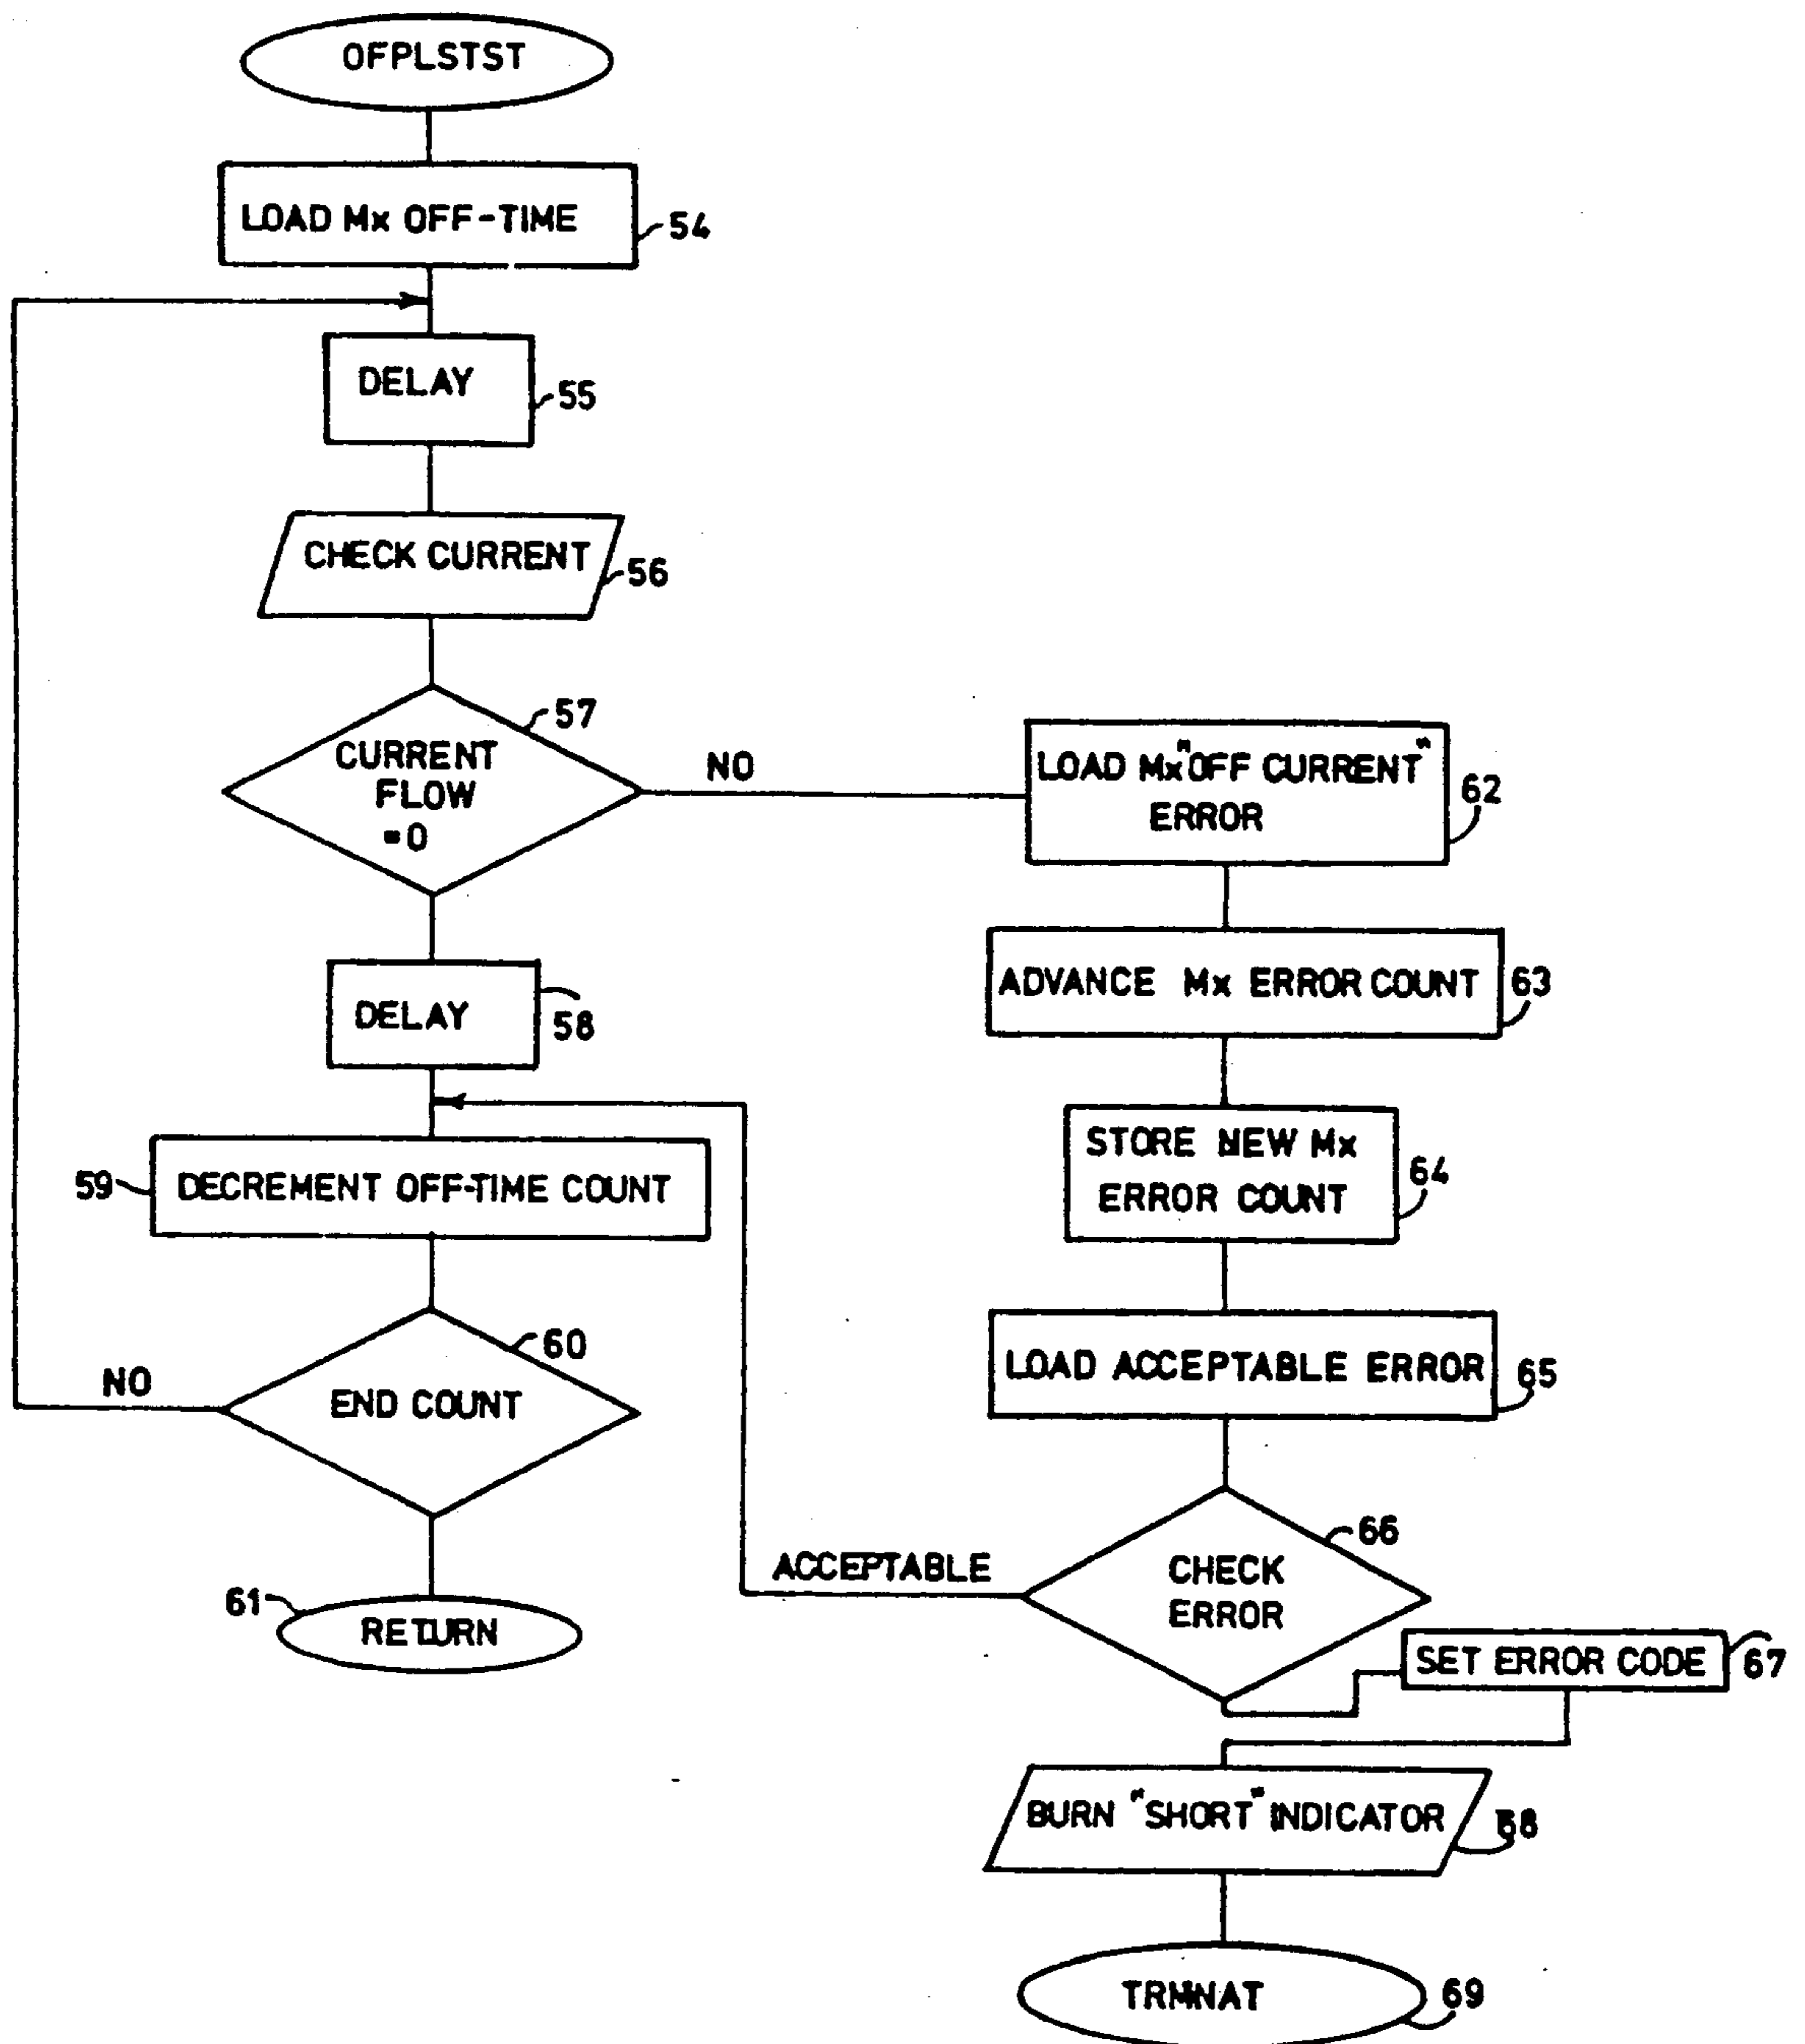 OFPLSTST
LOAD Mx OFF-TIME
54
DELAY
55
CHECK CURRENT
56
57
CURRENT
FLOW
=0
NO
LOAD Mx "OFF CURRENT"
ERROR
62
ADVANCE Mx ERROR COUNT
63
DELAY
58
STORE NEW Mx
ERROR COUNT
64
59
DECREMENT OFF-TIME COUNT
LOAD ACCEPTABLE ERROR
65
60
END COUNT
NO
66
CHECK
ERROR
ACCEPTABLE
61
RETURN
SET ERROR CODE
67
BURN "SHORT" INDICATOR
68
TRMNAT
69